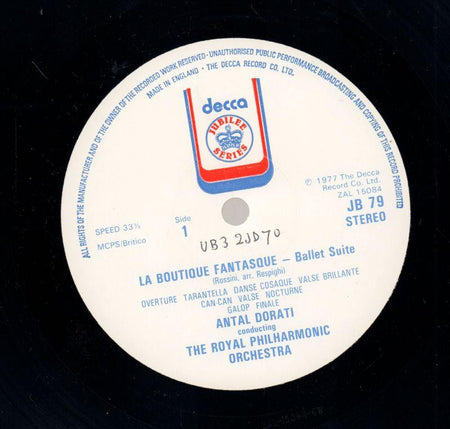 ALL RIGHTS OF THE MANUFACTURER AND OF THE OWNER OF THE RECORDED WORK RESERVED-UNAUTHORISED PUBLIC PERFORMANCE BROADCASTING AND COPYING OF THIS RECORD PROHIBITED
MADE IN ENGLAND • THE DECCA RECORD CO. LTD.
decca
JUBILEE
SERIES
℗ 1977 The Decca
Record Co. Ltd.
ZAL 15084
JB 79
STEREO
SPEED 33⅓
MCPS/Britico
Side
1
UB3 2JD70
LA BOUTIQUE FANTASQUE – Ballet Suite
(Rossini, arr. Respighi)
OVERTURE TARANTELLA DANSE COSAQUE VALSE BRILLANTE
CAN-CAN VALSE NOCTURNE
GALOP FINALE
ANTAL DORATI
conducting
THE ROYAL PHILHARMONIC
ORCHESTRA